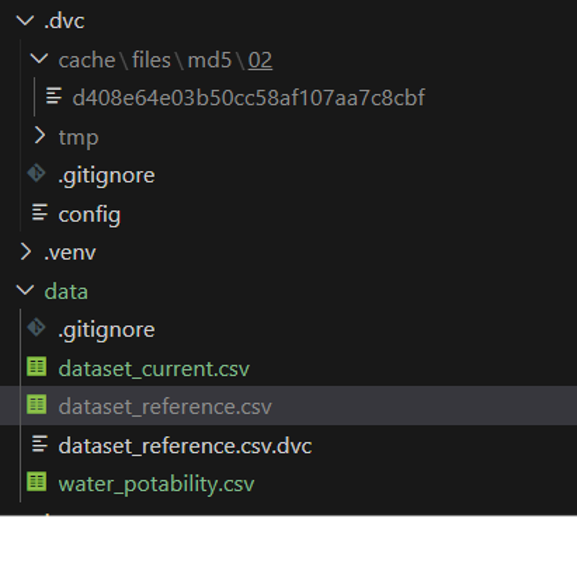 .dvc
cache\files\md5\02
d408e64e03b50cc58af107aa7c8cbf
tmp
.gitignore
config
.venv
data
.gitignore
dataset_current.csv
dataset_reference.csv
dataset_reference.csv.dvc
water_potability.csv